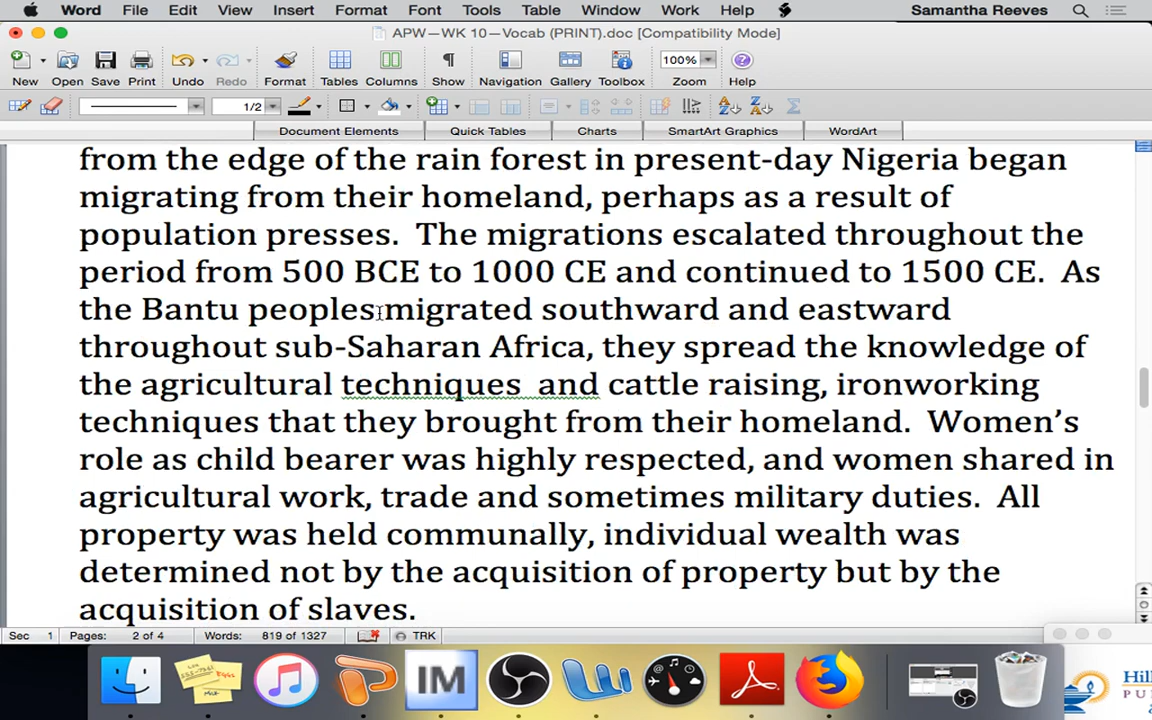 Word File Edit View Insert Format Font Tools Table Window Work Help Samantha Reeves
APW—WK 10—Vocab (PRINT).doc [Compatibility Mode]
100%
New Open Save Print Undo Redo Format Tables Columns Show Navigation Gallery Toolbox Zoom Help
1/2
Document Elements Quick Tables Charts SmartArt Graphics WordArt
from the edge of the rain forest in present-day Nigeria began
migrating from their homeland, perhaps as a result of
population presses.  The migrations escalated throughout the
period from 500 BCE to 1000 CE and continued to 1500 CE.  As
the Bantu peoples migrated southward and eastward
throughout sub-Saharan Africa, they spread the knowledge of
the agricultural techniques  and cattle raising, ironworking
techniques that they brought from their homeland.  Women’s
role as child bearer was highly respected, and women shared in
agricultural work, trade and sometimes military duties.  All
property was held communally, individual wealth was
determined not by the acquisition of property but by the
acquisition of slaves.
Sec 1 Pages: 2 of 4 Words: 819 of 1327 TRK
IM
Hill
P U